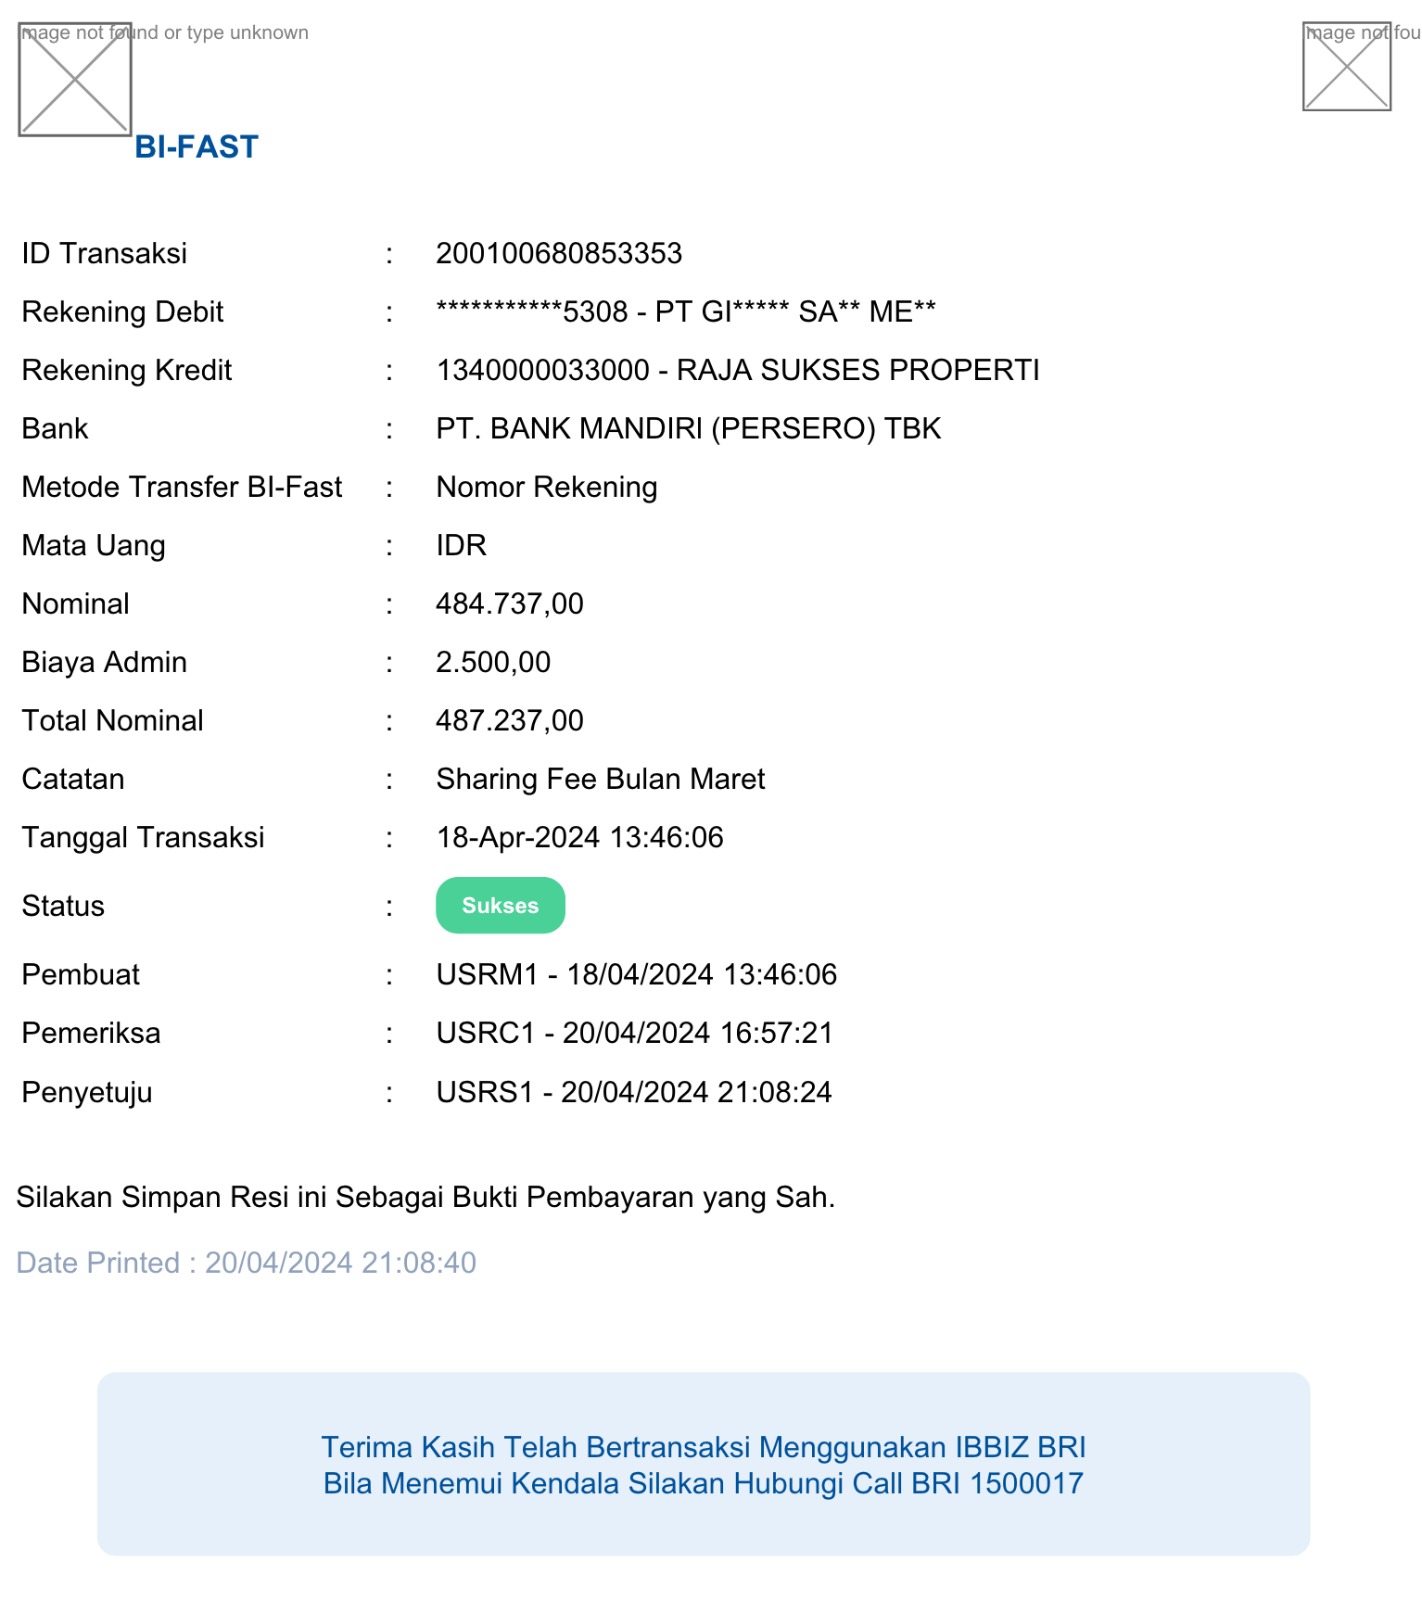 Image not found or type unknown
Image not fou
BI-FAST
ID Transaksi : 200100680853353
Rekening Debit : ***********5308 - PT GI***** SA** ME**
Rekening Kredit : 1340000033000 - RAJA SUKSES PROPERTI
Bank : PT. BANK MANDIRI (PERSERO) TBK
Metode Transfer BI-Fast : Nomor Rekening
Mata Uang : IDR
Nominal : 484.737,00
Biaya Admin : 2.500,00
Total Nominal : 487.237,00
Catatan : Sharing Fee Bulan Maret
Tanggal Transaksi : 18-Apr-2024 13:46:06
Status : Sukses
Pembuat : USRM1 - 18/04/2024 13:46:06
Pemeriksa : USRC1 - 20/04/2024 16:57:21
Penyetuju : USRS1 - 20/04/2024 21:08:24
Silakan Simpan Resi ini Sebagai Bukti Pembayaran yang Sah.
Date Printed : 20/04/2024 21:08:40
Terima Kasih Telah Bertransaksi Menggunakan IBBIZ BRI
Bila Menemui Kendala Silakan Hubungi Call BRI 1500017